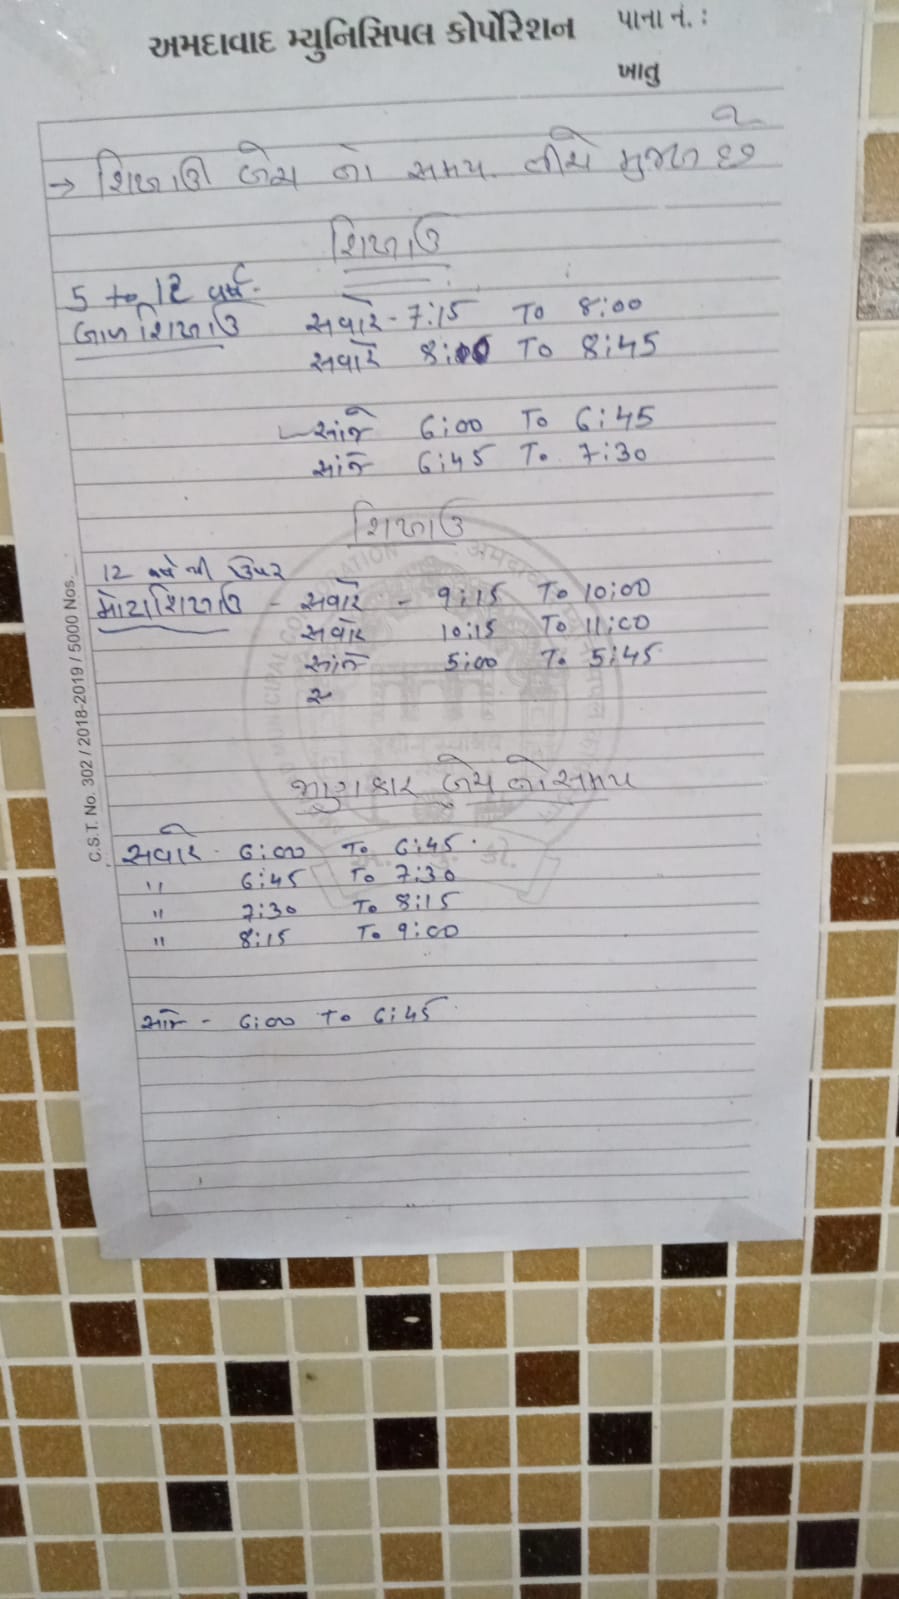 અમદાવાદ મ્યુનિસિપલ કોર્પોરેશન
પાના નં. :
ખાતુ
→ શિખાઉ બેચ નો સમય નીચે મુજબ છે
શિખાઉ
5 to 12 વર્ષ.
બાળ શિખાઉ સવારે - 7:15 To 8:00
સવારે 8:00 To 8:45
સાંજે 6:00 To 6:45
સાંજે 6:45 To 7:30
શિખાઉ
12 વર્ષ થી ઉપર
મોટા શિખાઉ - સવારે - 9:15 To 10:00
સવારે 10:15 To 11:00
સાંજે 5:00 To 5:45
જાણકાર બેચ નો સમય
સવારે - 6:00 To 6:45
" 6:45 To 7:30
" 7:30 To 8:15
" 8:15 To 9:00
સાંજે - 6:00 To 6:45
C.S.T. No. 302 / 2018-2019 / 5000 Nos.